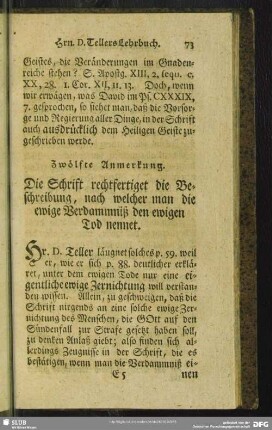 Hrn. D. Tellers Lehrbuch. 73
Geistes, die Veränderungen im Gnaden-
reiche stehen? S. Apostg. XIII, 2. sequ. c.
XX, 28. 1. Cor. XII, 11. 13. Doch, wenn
wir erwägen, was David im Ps. CXXXIX,
7. gesprochen, so siehet man, daß die Vorsor-
ge und Regierung aller Dinge, in der Schrift
auch ausdrücklich dem Heiligen Geiste zu-
geschrieben werde.
Zwölfte Anmerkung.
Die Schrift rechtfertiget die Be-
schreibung, nach welcher man die
ewige Verdammniß den ewigen
Tod nennet.
Hr. D. Teller läugnet solches p. 59. weil
er, wie er sich p. 88. deutlicher erklä-
ret, unter dem ewigen Tode nur eine ei-
gentliche ewige Zernichtung will verstan-
den wissen. Allein, zu geschweigen, daß die
Schrift nirgends an eine solche ewige Zer-
nichtung des Menschen, die GOtt auf den
Sündenfall zur Strafe gesetzt haben soll,
zu denken Anlaß giebt; also finden sich al-
lerdings Zeugnisse in der Schrift, die es
bestätigen, wenn man die Verdammniß ei-
E 5 nen
SLUB
DFG